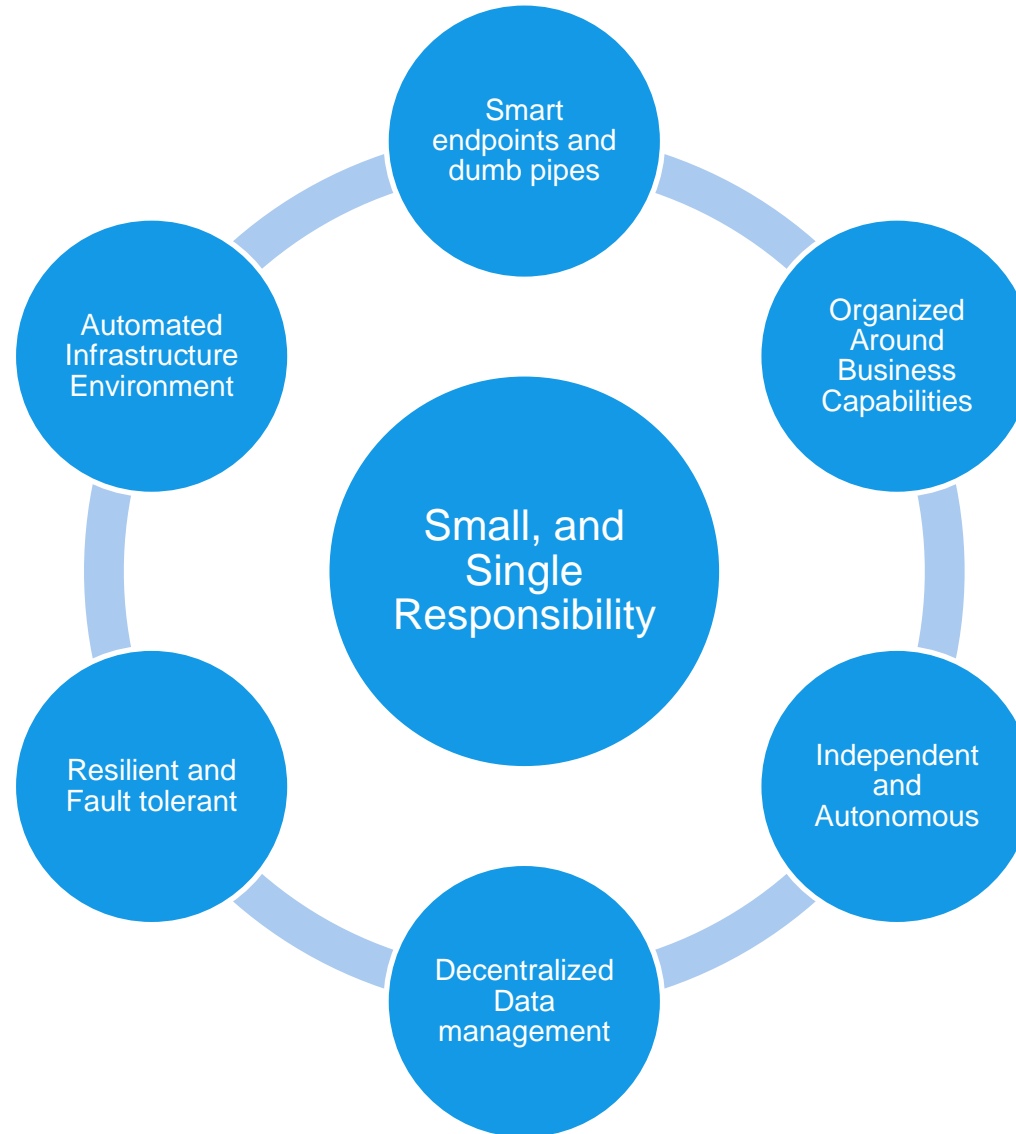 Smart
endpoints and
dumb pipes
Organized
Around
Business
Capabilities
Independent
and
Autonomous
Decentralized
Data
management
Resilient and
Fault tolerant
Automated
Infrastructure
Environment
Small, and
Single
Responsibility